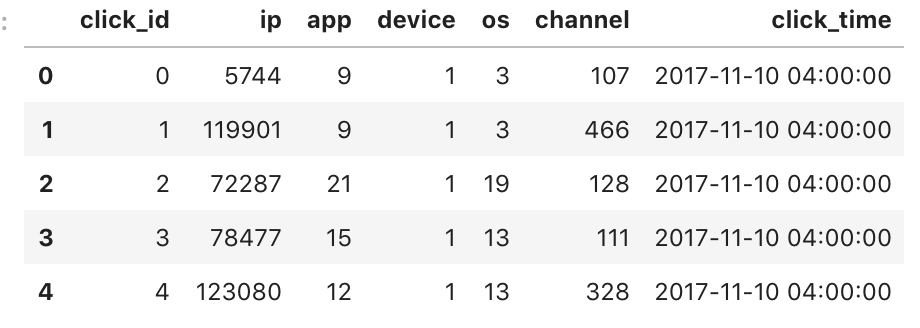 : click_id ip app device os channel click_time
0 0 5744 9 1 3 107 2017-11-10 04:00:00
1 1 119901 9 1 3 466 2017-11-10 04:00:00
2 2 72287 21 1 19 128 2017-11-10 04:00:00
3 3 78477 15 1 13 111 2017-11-10 04:00:00
4 4 123080 12 1 13 328 2017-11-10 04:00:00